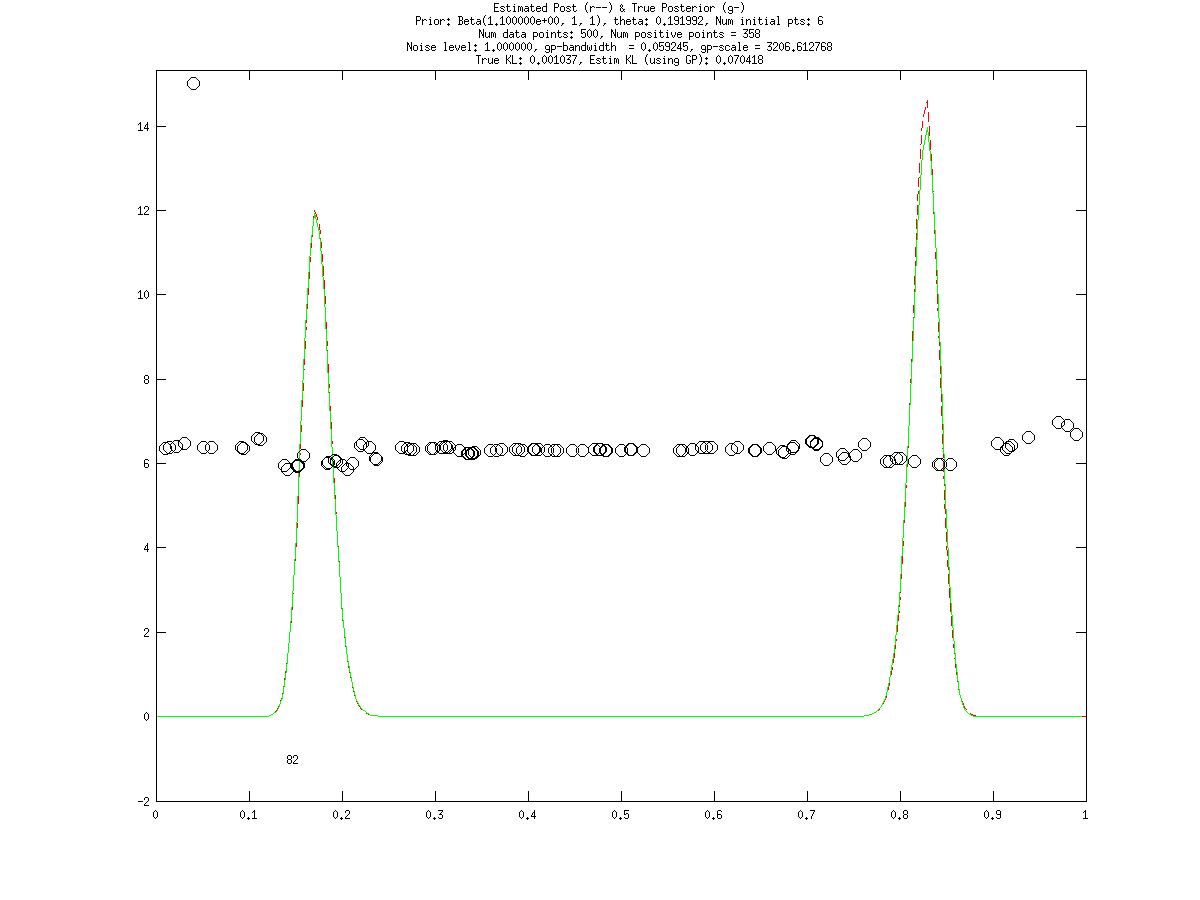 Estimated Post (r--) & True Posterior (g-)
Prior: Beta(1.100000e+00, 1, 1), theta: 0.191992, Num initial pts: 6
Num data points: 500, Num positive points = 358
Noise level: 1.000000, gp-bandwidth  = 0.059245, gp-scale = 3206.612768
True KL: 0.001037, Estim KL (using GP): 0.070418
14
12
10
8
6
4
2
0
82
-2
0 0.1 0.2 0.3 0.4 0.5 0.6 0.7 0.8 0.9 1